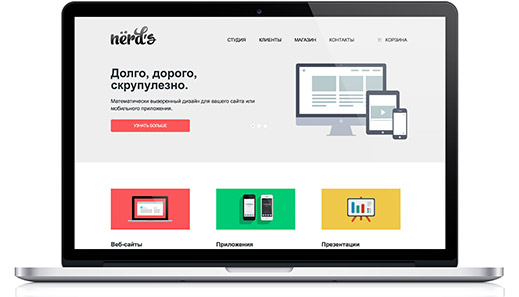 nёrd's
СТУДИЯ КЛИЕНТЫ МАГАЗИН КОНТАКТЫ КОРЗИНА
Долго, дорого,
скрупулезно.
Математически выверенный дизайн для вашего сайта или
мобильного приложения.
УЗНАТЬ БОЛЬШЕ
Веб-сайты Приложения Презентации